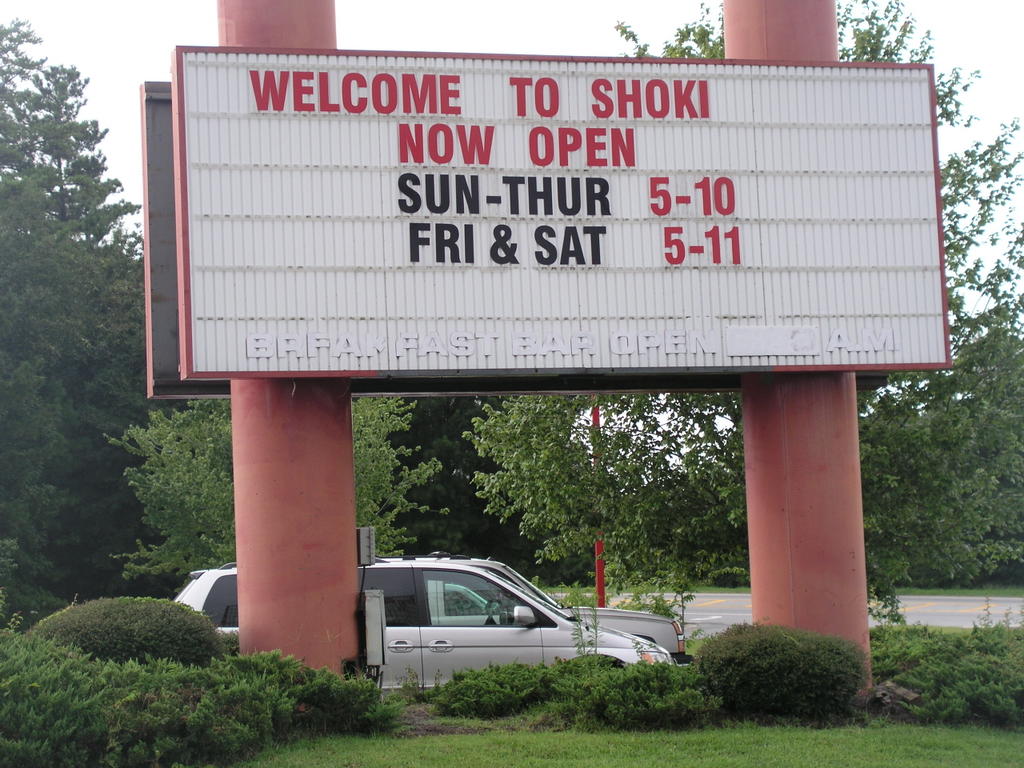 WELCOME TO SHOKI
NOW OPEN
SUN-THUR 5-10
FRI & SAT 5-11
BREAKFAST BAR OPEN A.M.